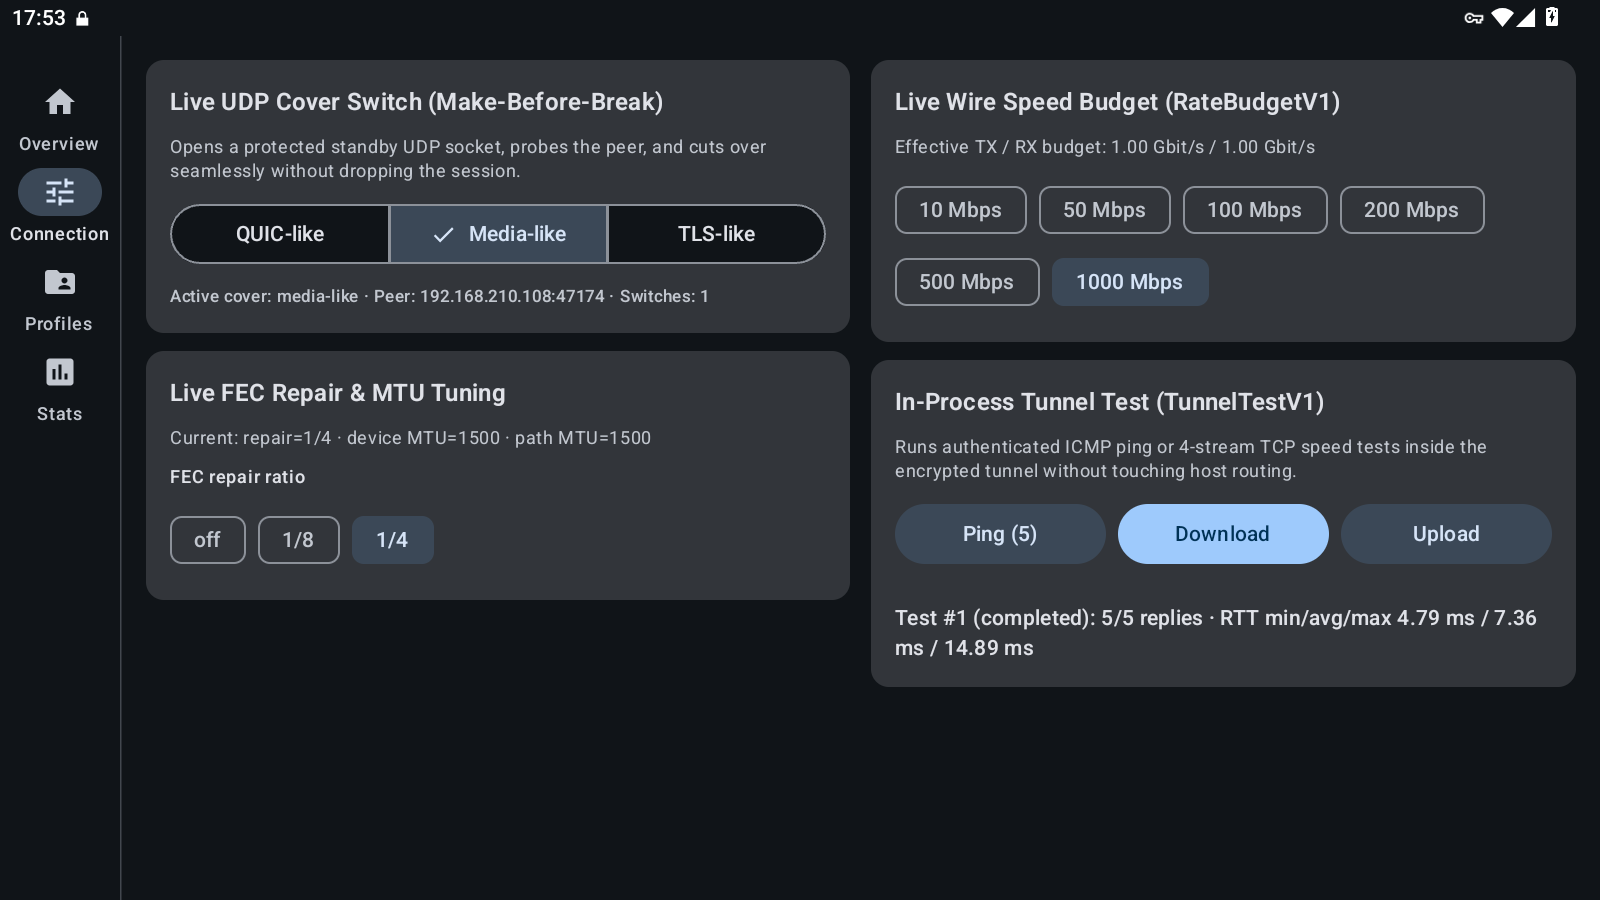 17:53
Overview
Connection
Profiles
Stats
Live UDP Cover Switch (Make-Before-Break)
Opens a protected standby UDP socket, probes the peer, and cuts over
seamlessly without dropping the session.
QUIC-like
Media-like
TLS-like
Active cover: media-like · Peer: 192.168.210.108:47174 · Switches: 1
Live FEC Repair & MTU Tuning
Current: repair=1/4 · device MTU=1500 · path MTU=1500
FEC repair ratio
off
1/8
1/4
Live Wire Speed Budget (RateBudgetV1)
Effective TX / RX budget: 1.00 Gbit/s / 1.00 Gbit/s
10 Mbps
50 Mbps
100 Mbps
200 Mbps
500 Mbps
1000 Mbps
In-Process Tunnel Test (TunnelTestV1)
Runs authenticated ICMP ping or 4-stream TCP speed tests inside the
encrypted tunnel without touching host routing.
Ping (5)
Download
Upload
Test #1 (completed): 5/5 replies · RTT min/avg/max 4.79 ms / 7.36
ms / 14.89 ms